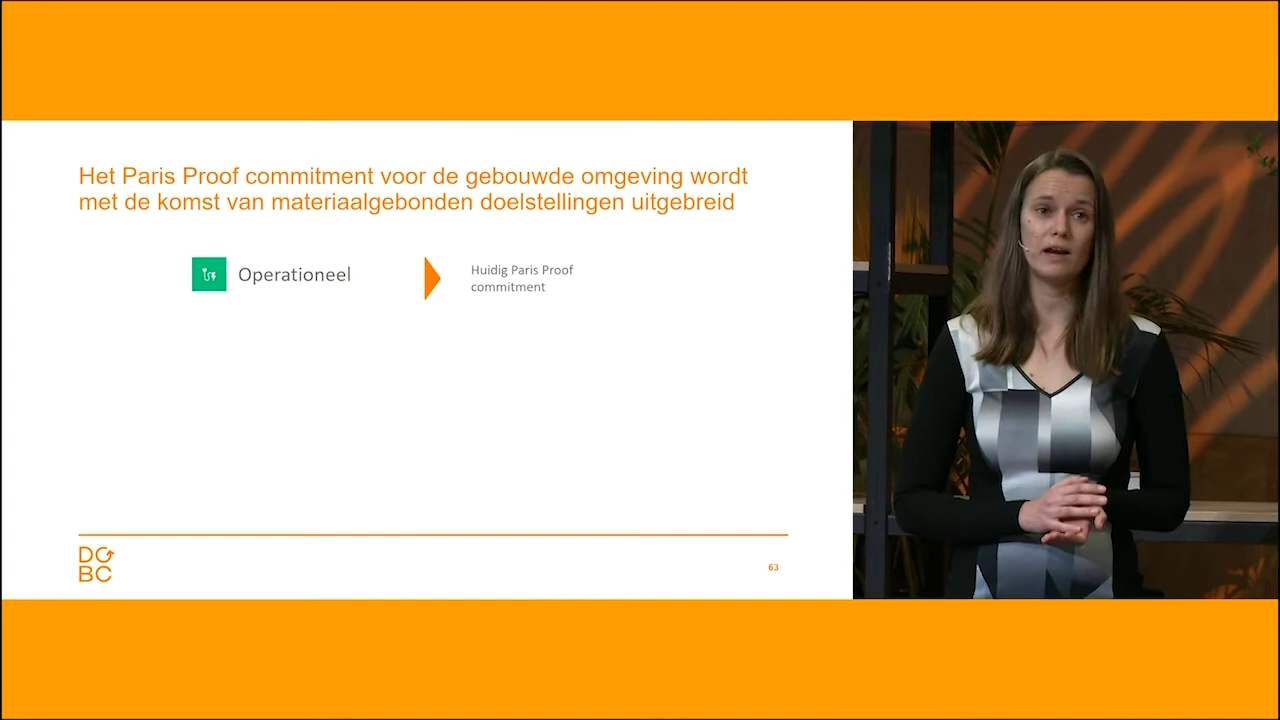 Het Paris Proof commitment voor de gebouwde omgeving wordt
met de komst van materiaalgebonden doelstellingen uitgebreid
Operationeel
Huidig Paris Proof
commitment
DG
BC
63